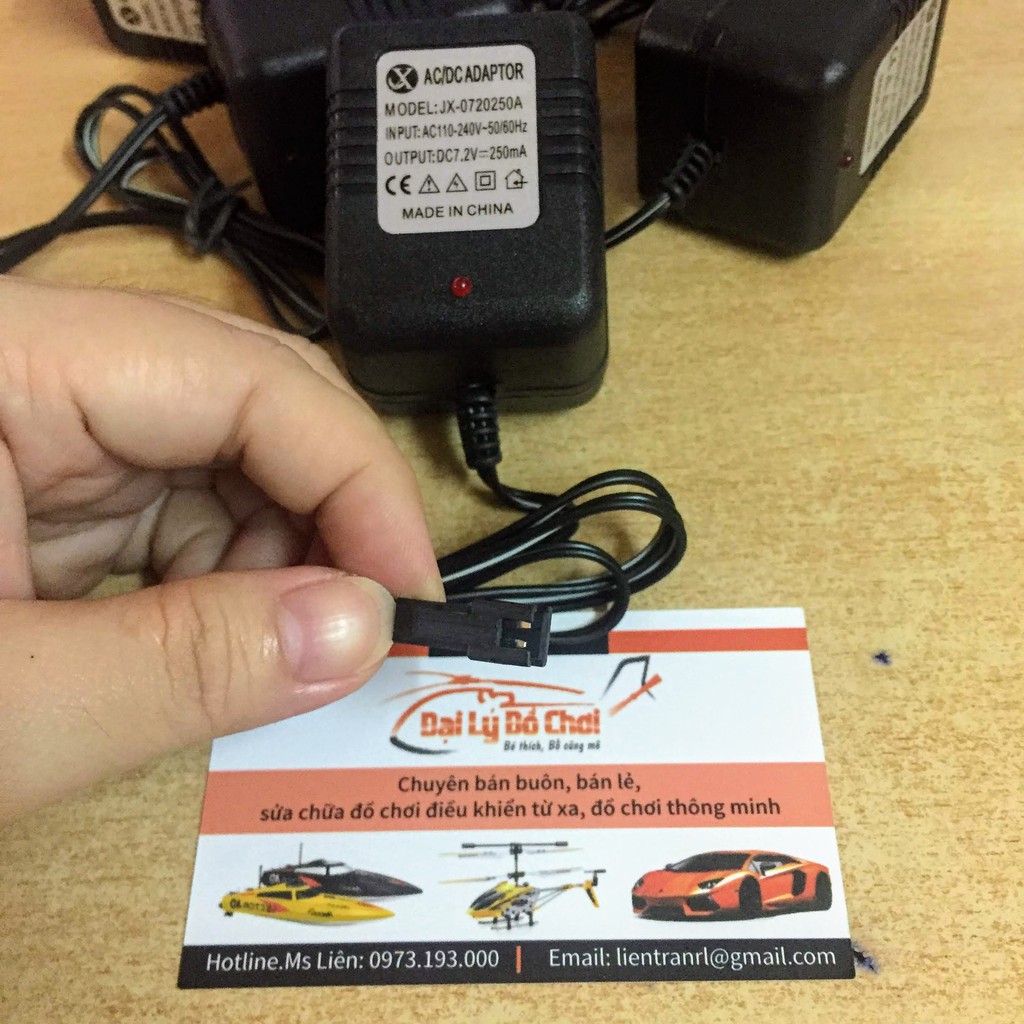 JX AC/DC ADAPTOR
MODEL:JX-0720250A
INPUT:AC110-240V~50/60Hz
OUTPUT:DC7.2V⎓250mA
CE
MADE IN CHINA
Đại Lý Đồ Chơi
Bé thích, Bố cũng mê
Chuyên bán buôn, bán lẻ,
sửa chữa đồ chơi điều khiển từ xa, đồ chơi thông minh
Hotline.Ms Liên: 0973.193.000 | Email: lientranrl@gmail.com